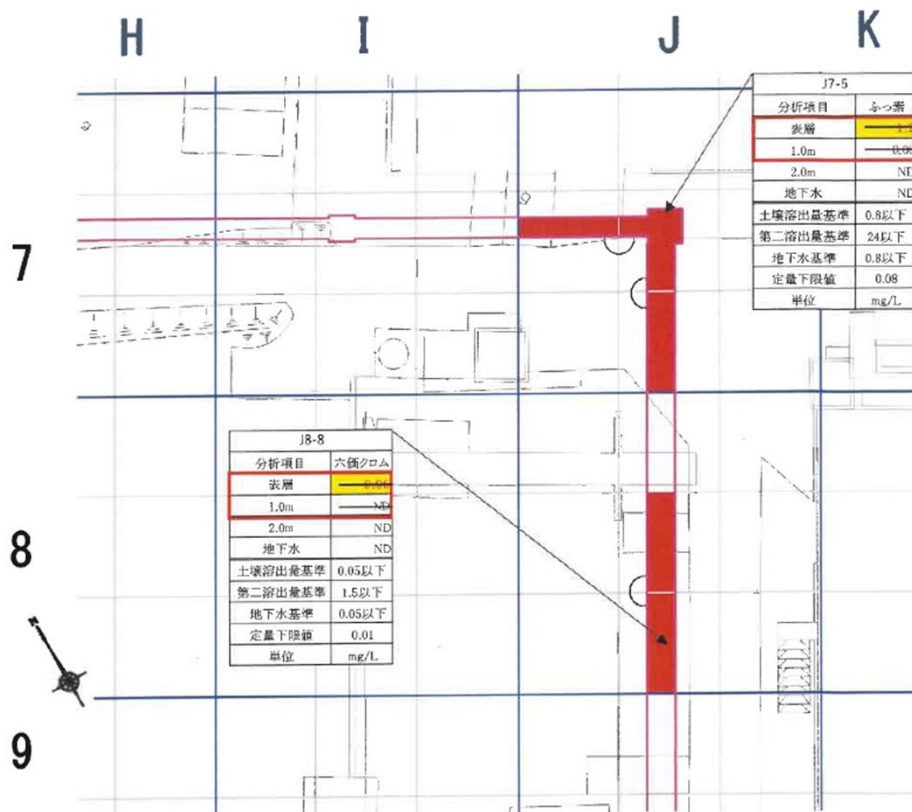 H I J K
J7-5
分析項目 ふっ素
表層
1.0m
2.0m ND
地下水 ND
土壌溶出量基準 0.8以下
第二溶出量基準 24以下
地下水基準 0.8以下
定量下限値 0.08
単位 mg/L
7
J8-8
分析項目 六価クロム
表層 0.06
1.0m ND
2.0m ND
地下水 ND
土壌溶出量基準 0.05以下
第二溶出量基準 1.5以下
地下水基準 0.05以下
定量下限値 0.01
単位 mg/L
8
9